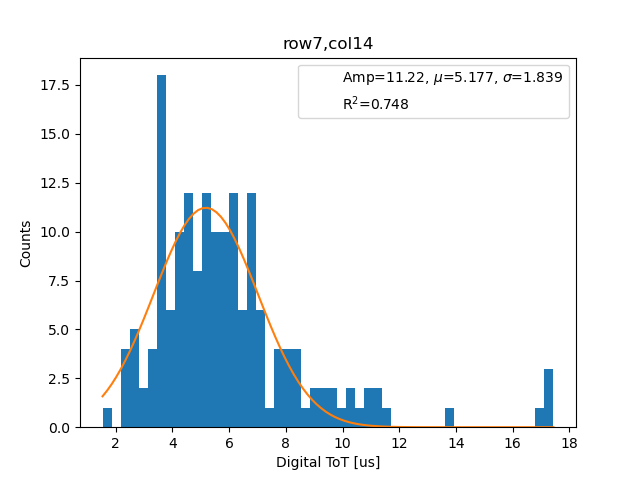 row7,col14
Amp=11.22, μ=5.177, σ=1.839
R²=0.748
Counts
17.5
15.0
12.5
10.0
7.5
5.0
2.5
0.0
2 4 6 8 10 12 14 16 18
Digital ToT [us]